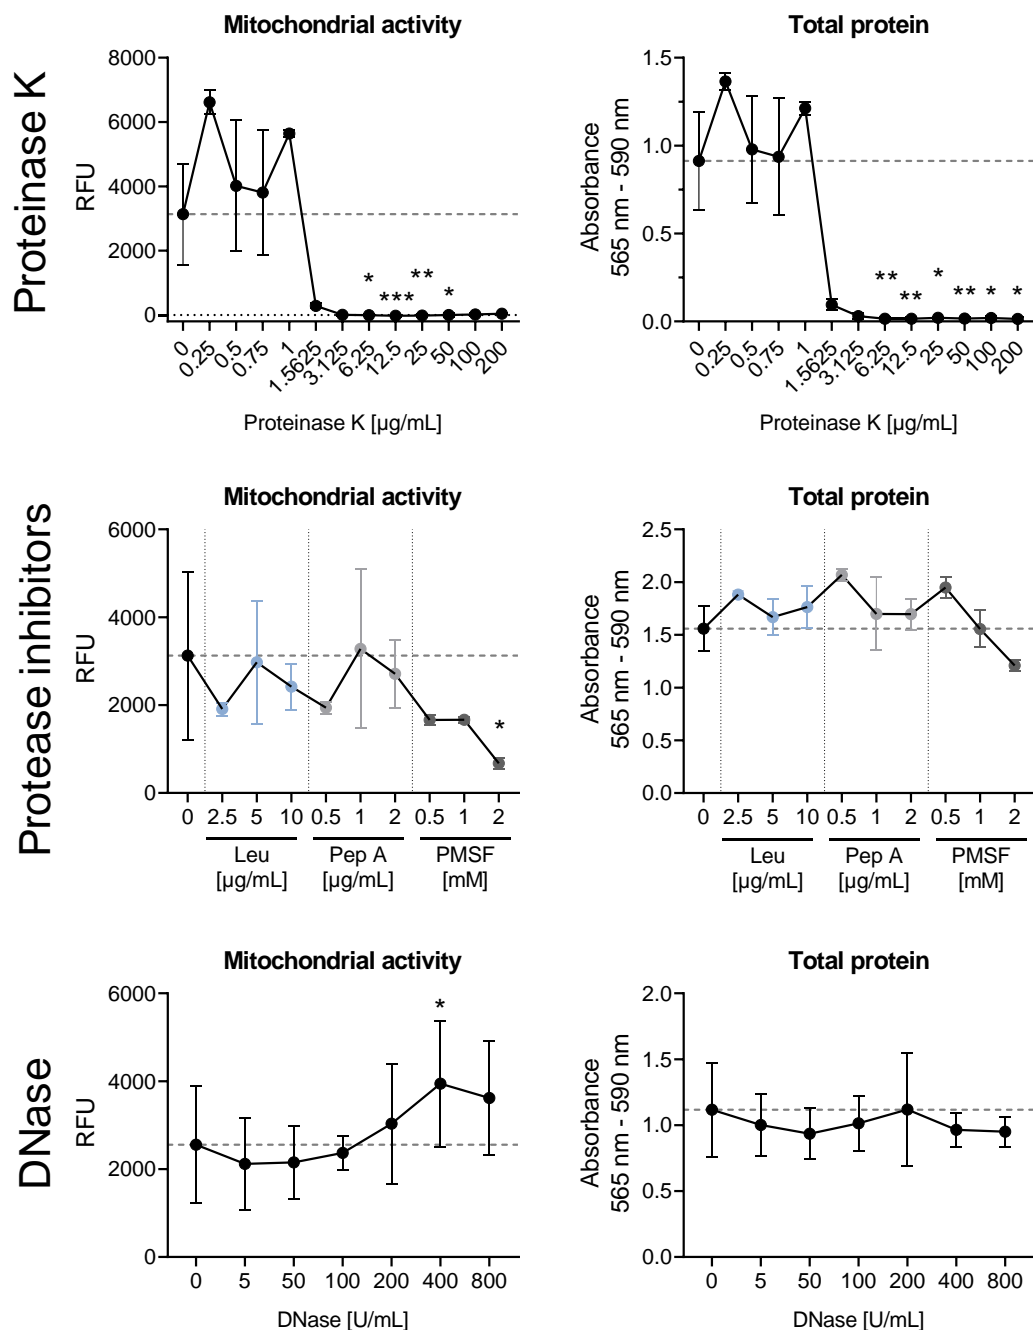 Proteinase K
Mitochondrial activity
RFU
8000
6000
4000
2000
0
*
***
**
*
0
0.25
0.5
0.75
1
1.5625
3.125
6.25
12.5
25
50
100
200
Proteinase K [µg/mL]
Total protein
Absorbance
565 nm - 590 nm
1.5
1.0
0.5
0.0
**
**
*
**
*
*
0
0.25
0.5
0.75
1
1.5625
3.125
6.25
12.5
25
50
100
200
Proteinase K [µg/mL]
Protease inhibitors
Mitochondrial activity
RFU
6000
4000
2000
0
*
0 2.5 5 10 0.5 1 2 0.5 1 2
Leu Pep A PMSF
[µg/mL] [µg/mL] [mM]
Total protein
Absorbance
565 nm - 590 nm
2.5
2.0
1.5
1.0
0.5
0.0
0 2.5 5 10 0.5 1 2 0.5 1 2
Leu Pep A PMSF
[µg/mL] [µg/mL] [mM]
DNase
Mitochondrial activity
RFU
6000
4000
2000
0
*
0 5 50 100 200 400 800
DNase [U/mL]
Total protein
Absorbance
565 nm - 590 nm
2.0
1.5
1.0
0.5
0.0
0 5 50 100 200 400 800
DNase [U/mL]